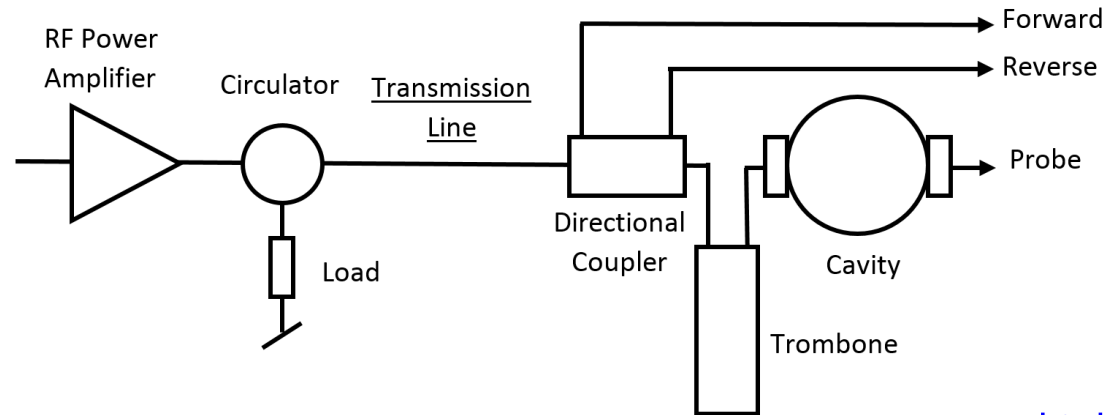 Forward
RF Power
Amplifier
Reverse
Circulator
Transmission
Line
Probe
Directional
Coupler
Cavity
Load
Trombone